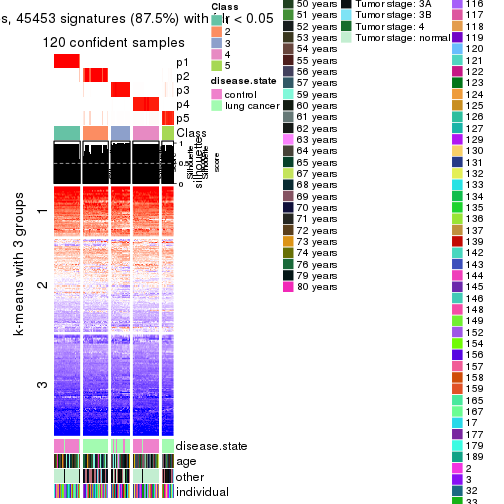 s, 45453 signatures (87.5%) with fdr < 0.05
120 confident samples
p1
p2
p3
p4
p5
Class
1
0.5
0
Silhouette
score
silhouette
k-means with 3 groups
1
2
3
disease.state
age
other
individual
Class
1
2
3
4
5
disease.state
control
lung cancer
50 years
51 years
52 years
53 years
54 years
55 years
56 years
57 years
59 years
60 years
61 years
62 years
63 years
64 years
65 years
67 years
68 years
69 years
70 years
71 years
72 years
73 years
74 years
76 years
79 years
80 years
Tumor stage: 3A
Tumor stage: 3B
Tumor stage: 4
Tumor stage: normal
116
117
118
119
120
121
122
123
124
125
126
127
129
130
131
132
133
134
135
136
137
139
142
143
144
145
146
148
149
152
154
156
157
158
159
165
167
17
177
179
189
2
3
32
33